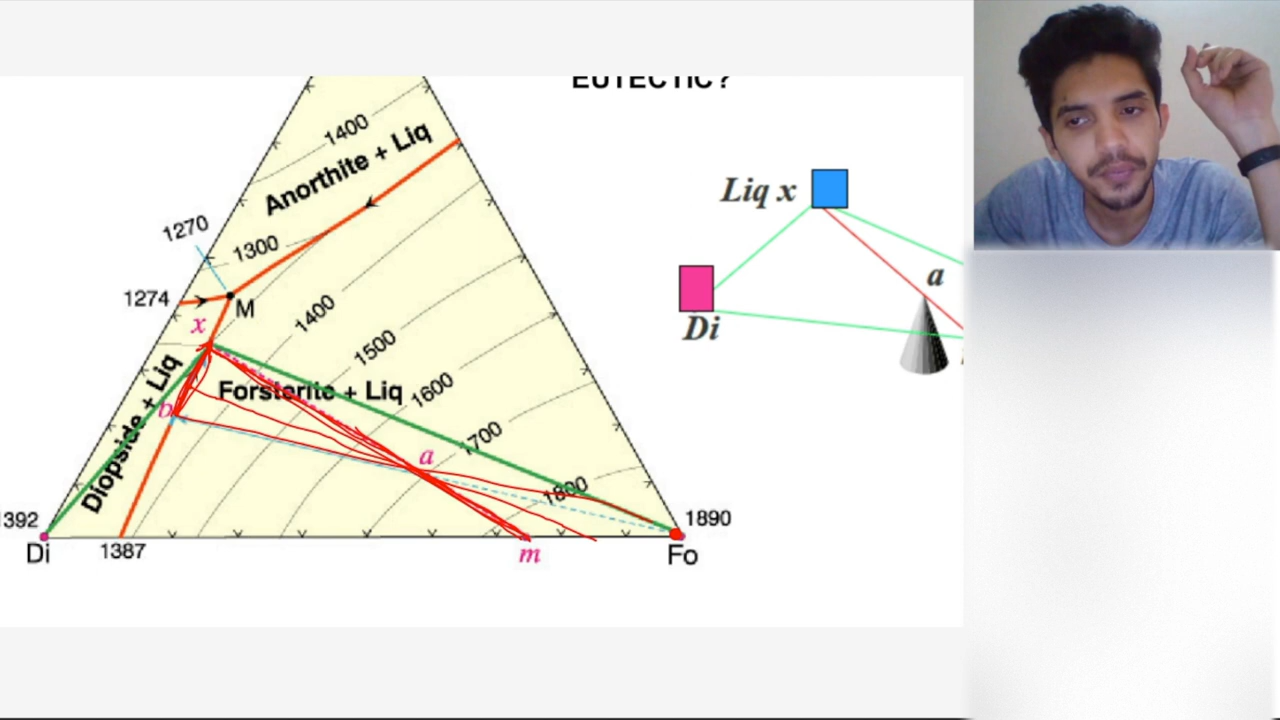 EUTECTIC?
1400
Anorthite + Liq
1270
1300
1274
M
x
1400
Liq x
a
Di
Diopside + Liq
b
Forsterite + Liq
1500
1600
1700
a
1800
1392
1890
Di
1387
m
Fo